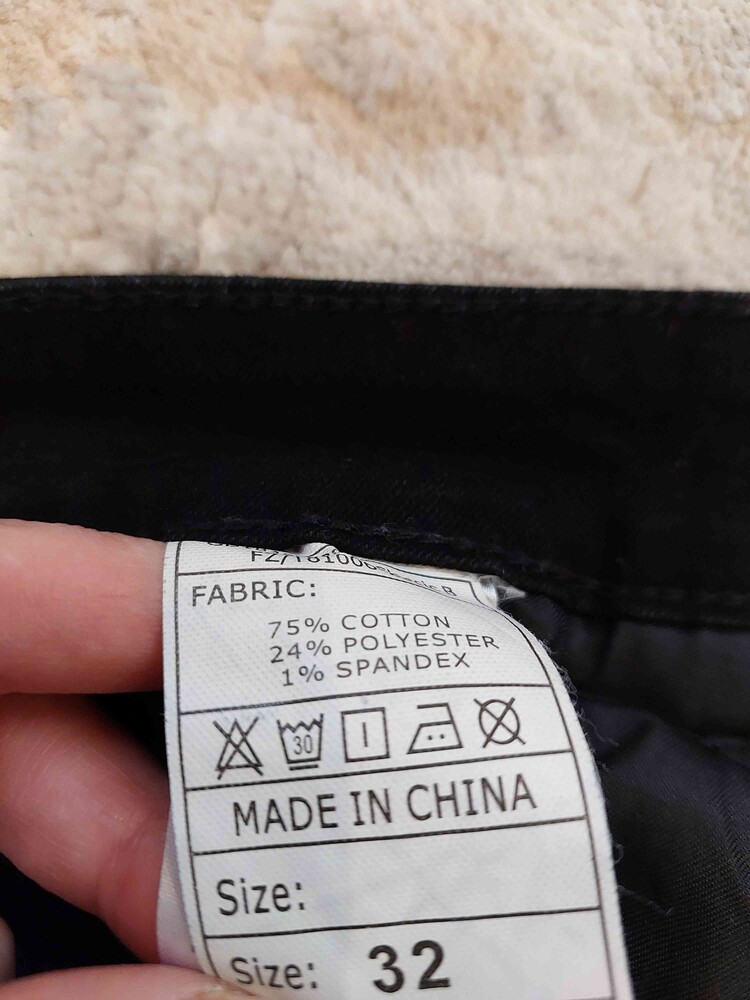 FABRIC:
75% COTTON
24% POLYESTER
1% SPANDEX
30
MADE IN CHINA
Size:
Size: 32